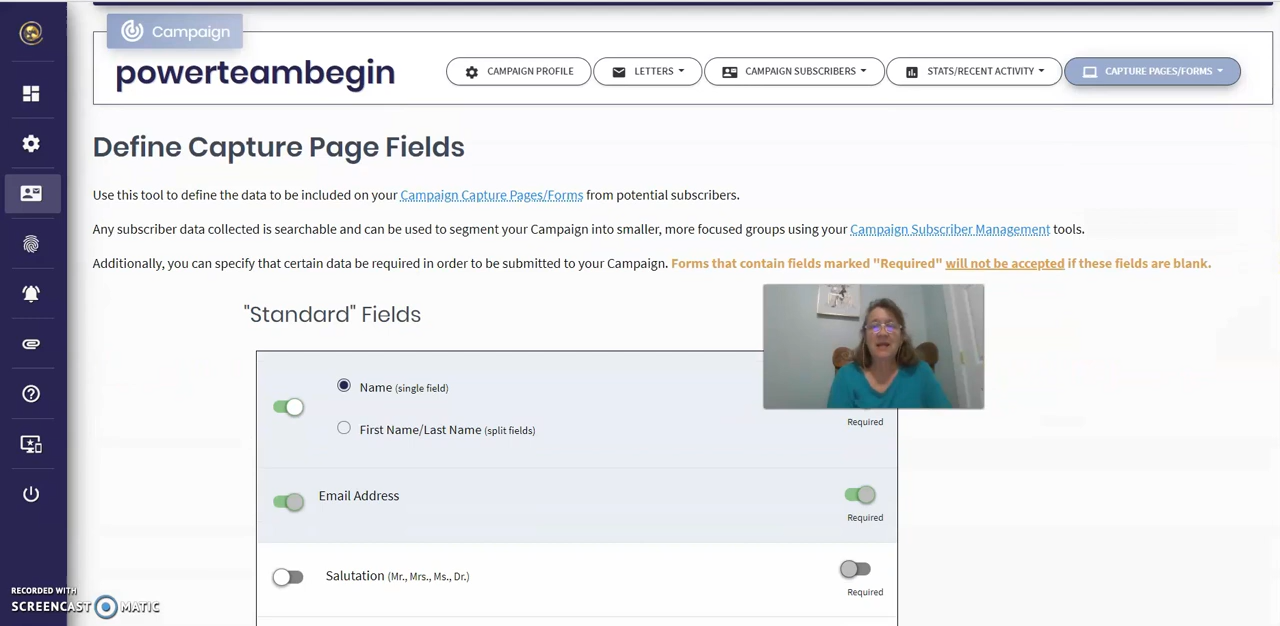 Campaign
powerteambegin
CAMPAIGN PROFILE
LETTERS
CAMPAIGN SUBSCRIBERS
STATS/RECENT ACTIVITY
CAPTURE PAGES/FORMS
Define Capture Page Fields
Use this tool to define the data to be included on your Campaign Capture Pages/Forms from potential subscribers.
Any subscriber data collected is searchable and can be used to segment your Campaign into smaller, more focused groups using your Campaign Subscriber Management tools.
Additionally, you can specify that certain data be required in order to be submitted to your Campaign. Forms that contain fields marked "Required" will not be accepted if these fields are blank.
"Standard" Fields
Name (single field)
Required
First Name/Last Name (split fields)
Email Address
Required
Salutation (Mr., Mrs., Ms., Dr.)
Required
RECORDED WITH
SCREENCAST MATIC